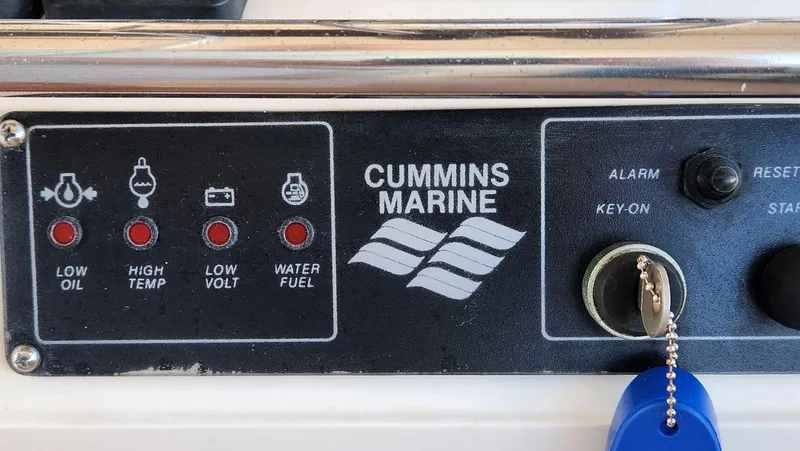 CUMMINS
MARINE
LOW
OIL
HIGH
TEMP
LOW
VOLT
WATER
FUEL
ALARM
RESET
KEY-ON